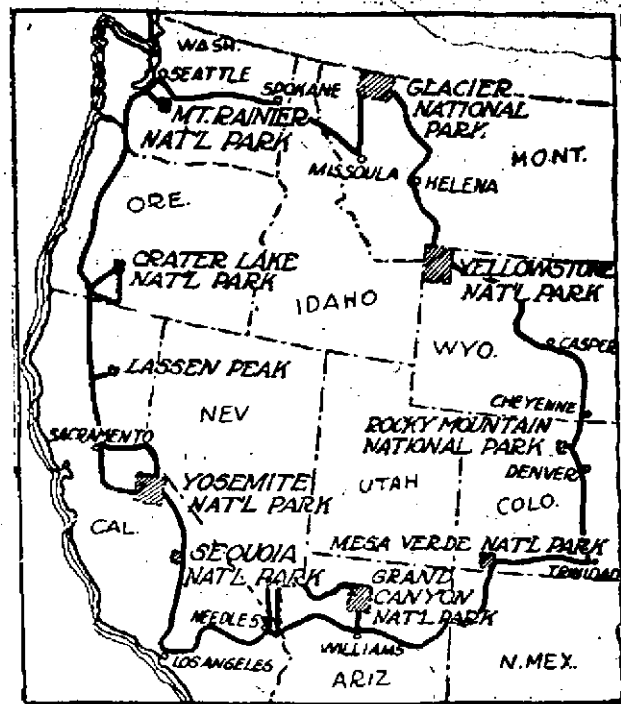 WASH.
SEATTLE
SPOKANE
MT. RAINIER
NAT'L PARK
GLACIER
NATIONAL
PARK.
MISSOULA
MONT.
HELENA
ORE.
CRATER LAKE
NAT'L PARK
IDAHO
YELLOWSTONE
NAT'L PARK
WYO.
CASPER
LASSEN PEAK
NEV
CHEYENNE
ROCKY MOUNTAIN
NATIONAL PARK
DENVER
SACRAMENTO
YOSEMITE
NAT'L PARK
UTAH
COLO.
CAL.
MESA VERDE NAT'L PARK
TRINIDAD
SEQUOIA
NAT'L PARK
GRAND
CANYON
NAT'L PARK
NEEDLES
WILLIAMS
LOS ANGELES
ARIZ
N.MEX.